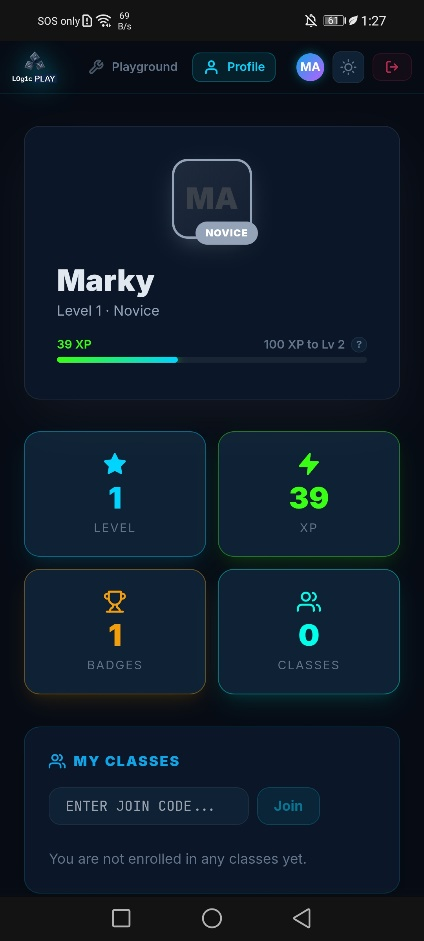 SOS only
69
B/s
61
1:27
LOg1c PLAY
Playground
Profile
MA
MA
NOVICE
Marky
Level 1 · Novice
39 XP
100 XP to Lv 2
?
1
LEVEL
39
XP
1
BADGES
0
CLASSES
MY CLASSES
ENTER JOIN CODE...
Join
You are not enrolled in any classes yet.